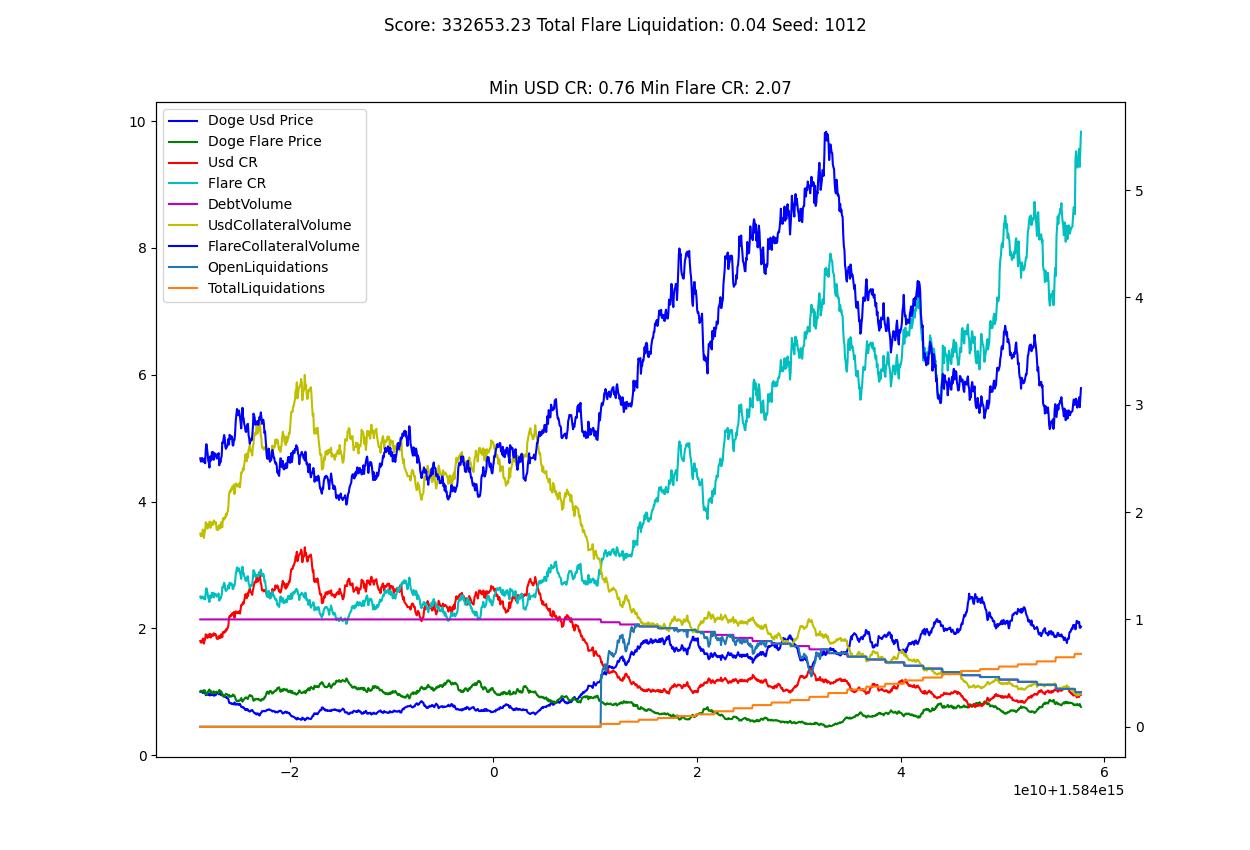 Score: 332653.23 Total Flare Liquidation: 0.04 Seed: 1012
Min USD CR: 0.76 Min Flare CR: 2.07
Doge Usd Price
Doge Flare Price
Usd CR
Flare CR
DebtVolume
UsdCollateralVolume
FlareCollateralVolume
OpenLiquidations
TotalLiquidations
10
8
6
4
2
0
5
4
3
2
1
0
−2
0
2
4
6
1e10+1.584e15